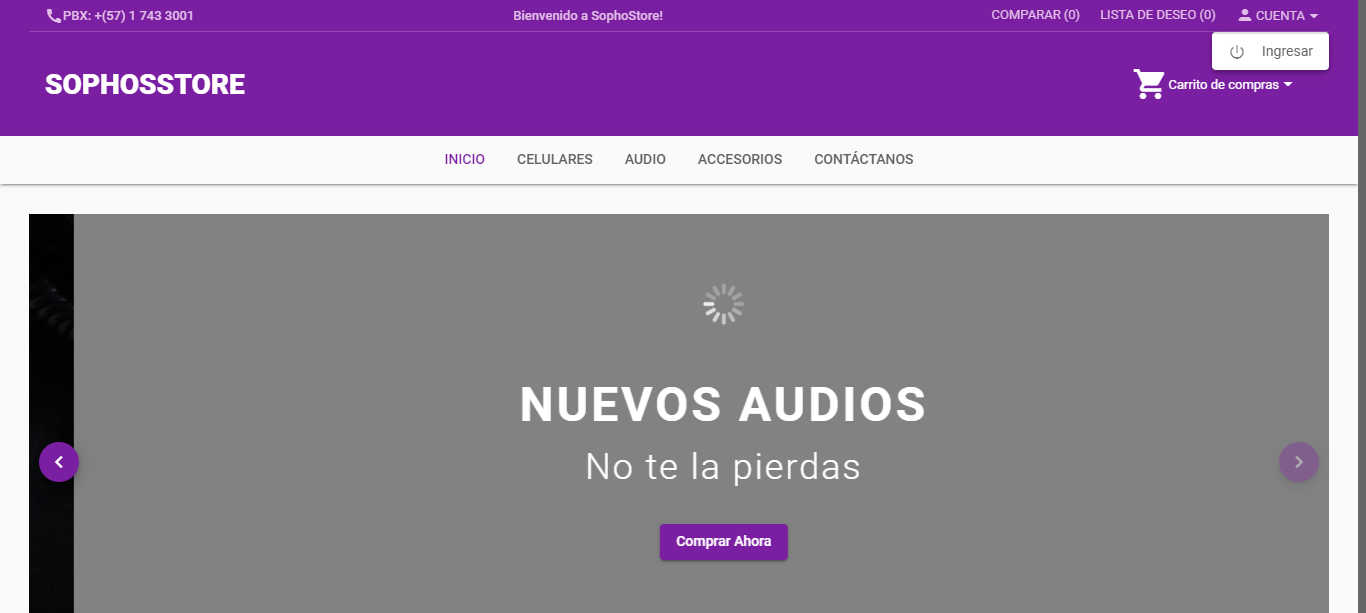 PBX: +(57) 1 743 3001
Bienvenido a SophoStore!
COMPARAR (0)
LISTA DE DESEO (0)
CUENTA
Ingresar
SOPHOSSTORE
Carrito de compras
INICIO
CELULARES
AUDIO
ACCESORIOS
CONTÁCTANOS
NUEVOS AUDIOS
No te la pierdas
Comprar Ahora